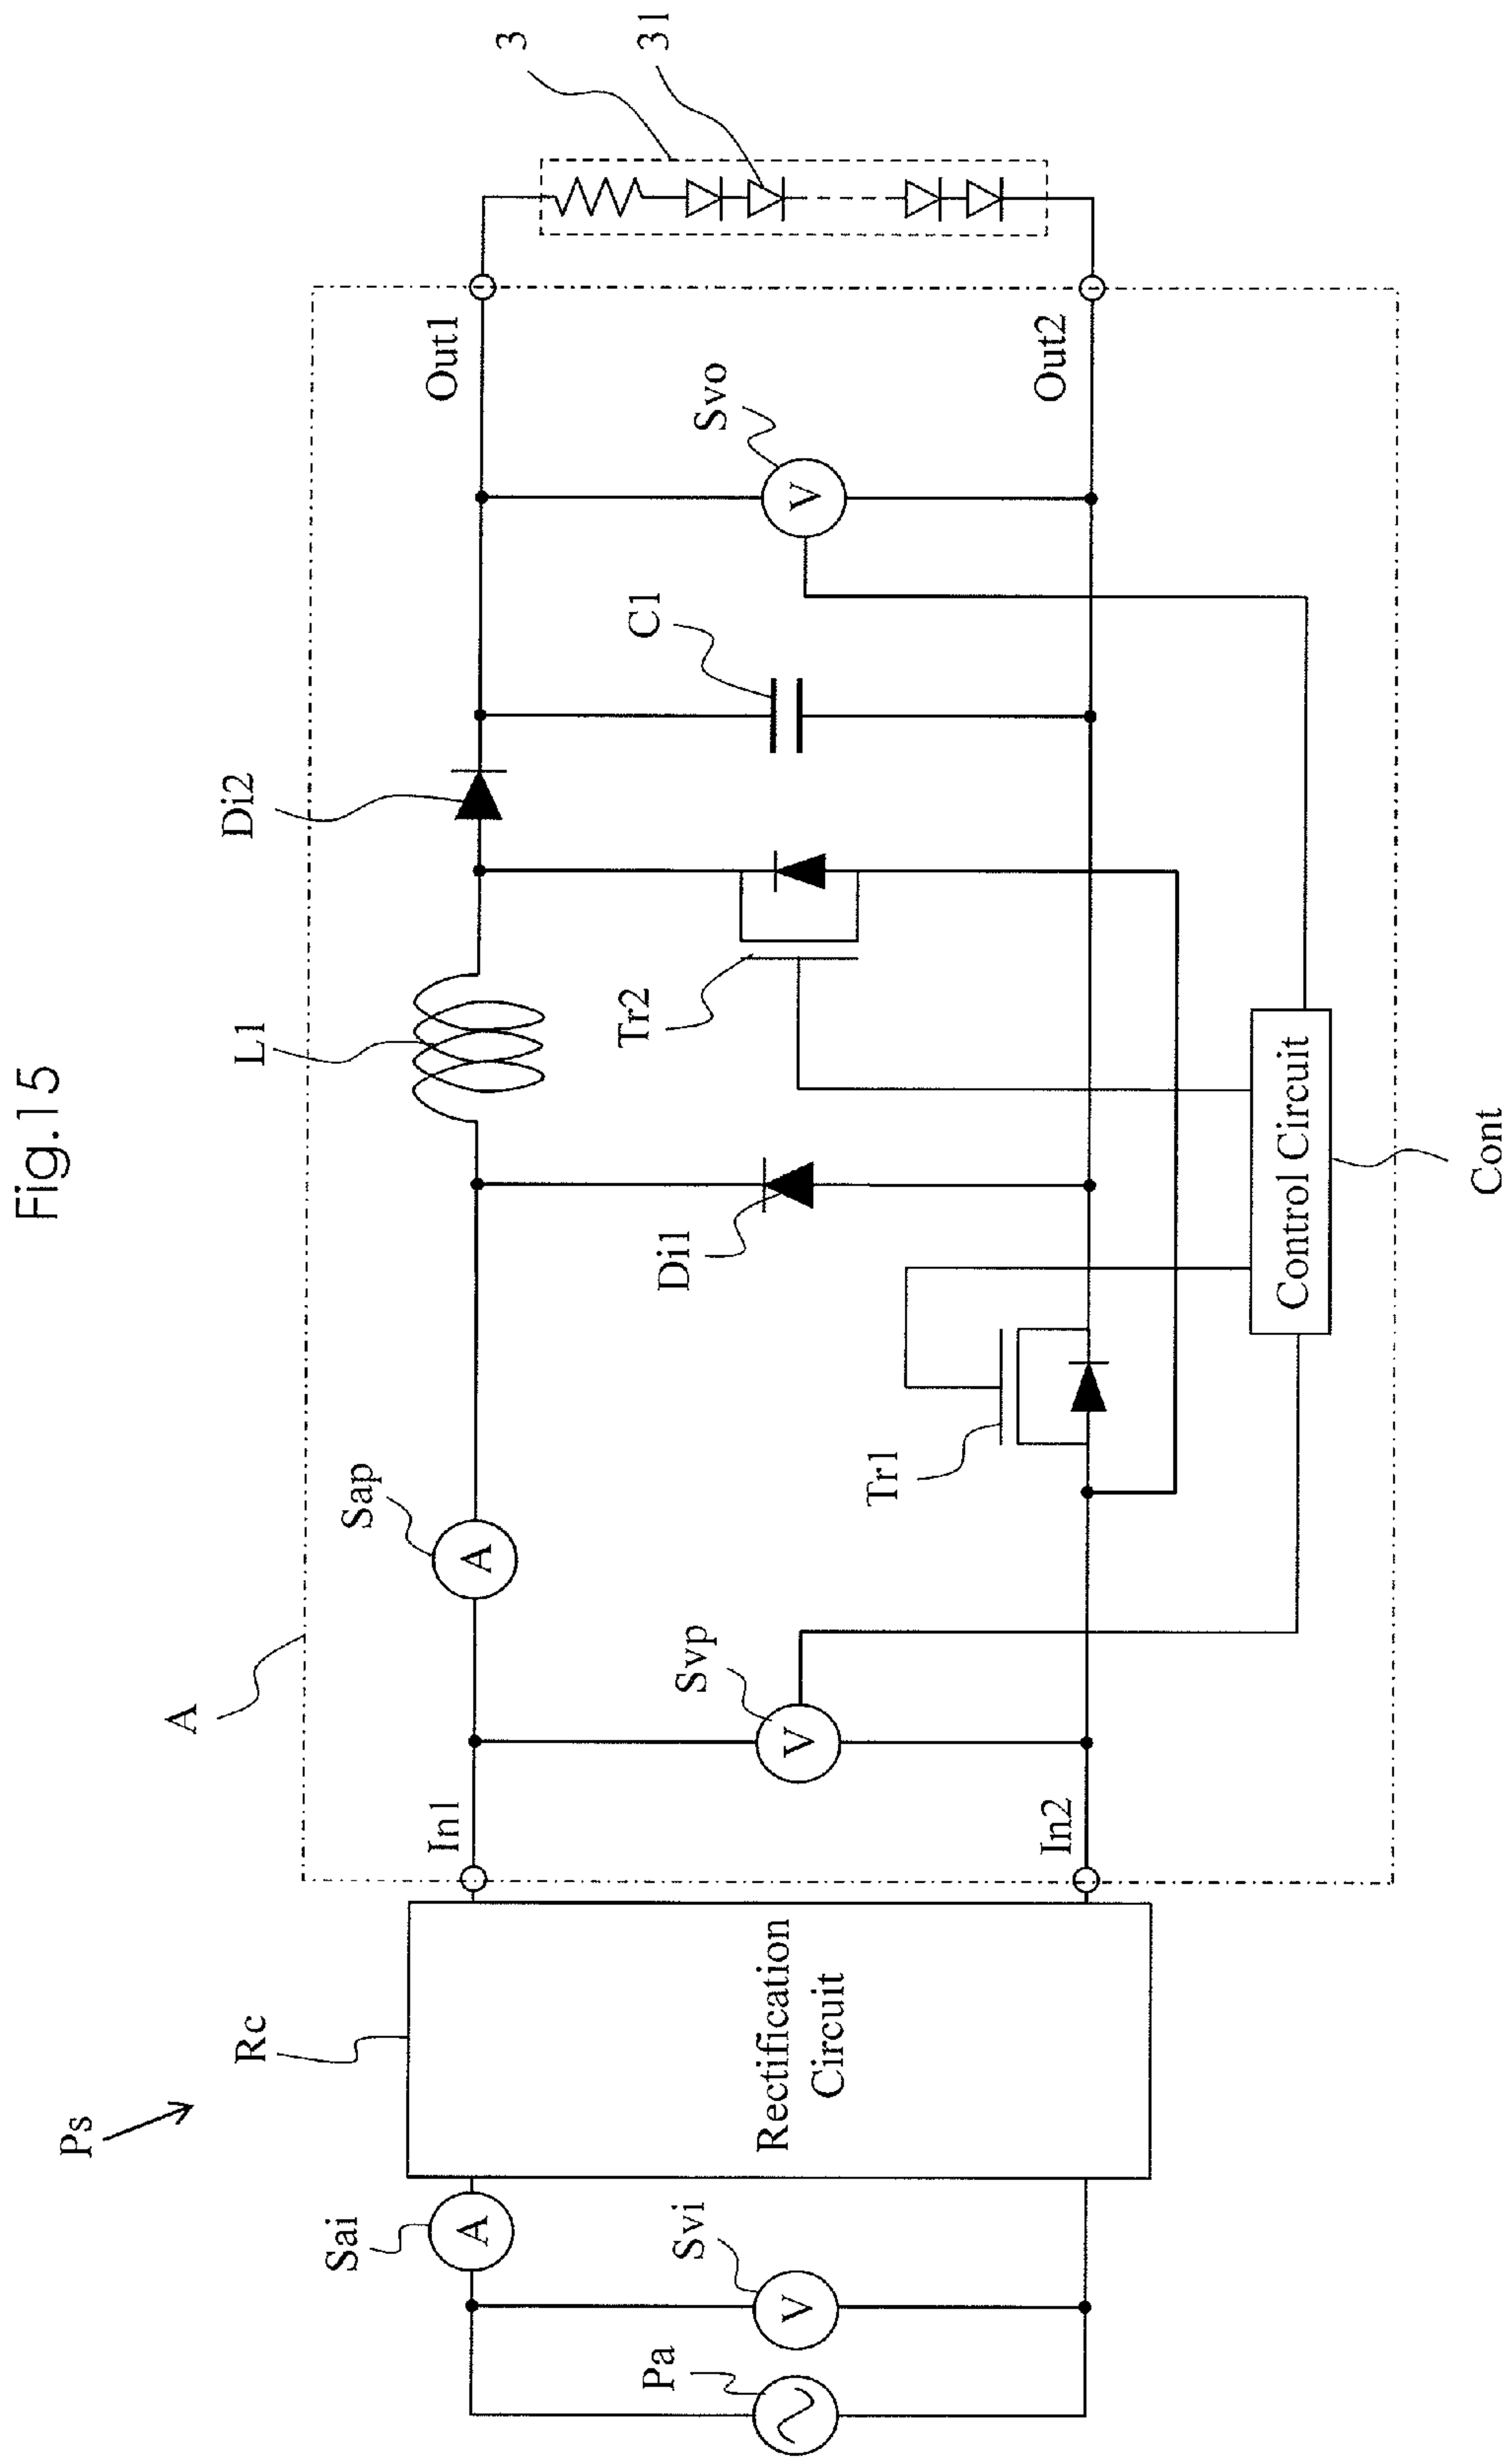 Fig.15
Ps
Rc
A
L1
Di2
3
31
Sai
A
Sap
A
In1
Out1
Pa
Svi
V
Rectification
Circuit
Svp
V
Di1
Tr2
C1
Svo
V
Tr1
In2
Out2
Control Circuit
Cont